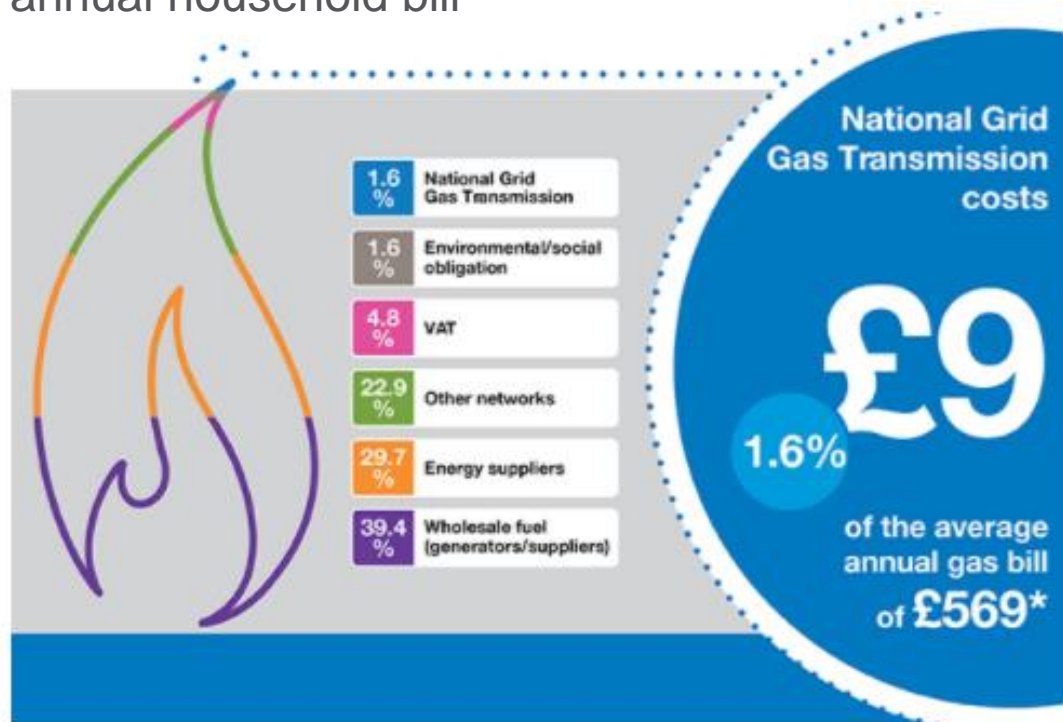 annual household bill
1.6
%
National Grid
Gas Transmission
1.6
%
Environmental/social
obligation
4.8
%
VAT
22.9
%
Other networks
29.7
%
Energy suppliers
39.4
%
Wholesale fuel
(generators/suppliers)
National Grid
Gas Transmission
costs
£9
1.6%
of the average
annual gas bill
of £569*